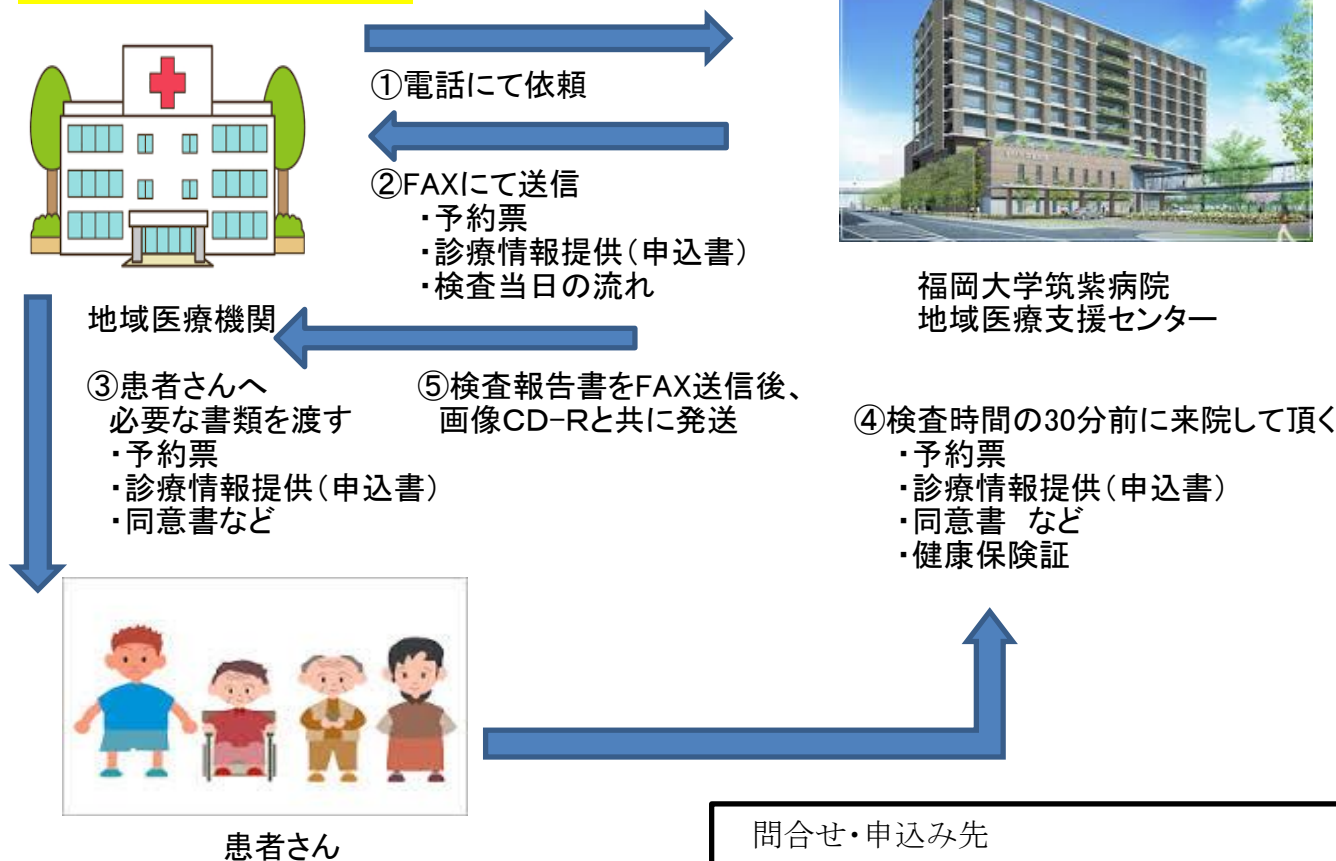 ①電話にて依頼
②FAXにて送信
・予約票
・診療情報提供(申込書)
・検査当日の流れ
福岡大学筑紫病院
地域医療支援センター
地域医療機関
③患者さんへ
必要な書類を渡す
・予約票
・診療情報提供(申込書)
・同意書など
⑤検査報告書をFAX送信後、
画像CD-Rと共に発送
④検査時間の30分前に来院して頂く
・予約票
・診療情報提供(申込書)
・同意書 など
・健康保険証
患者さん
問合せ・申込み先